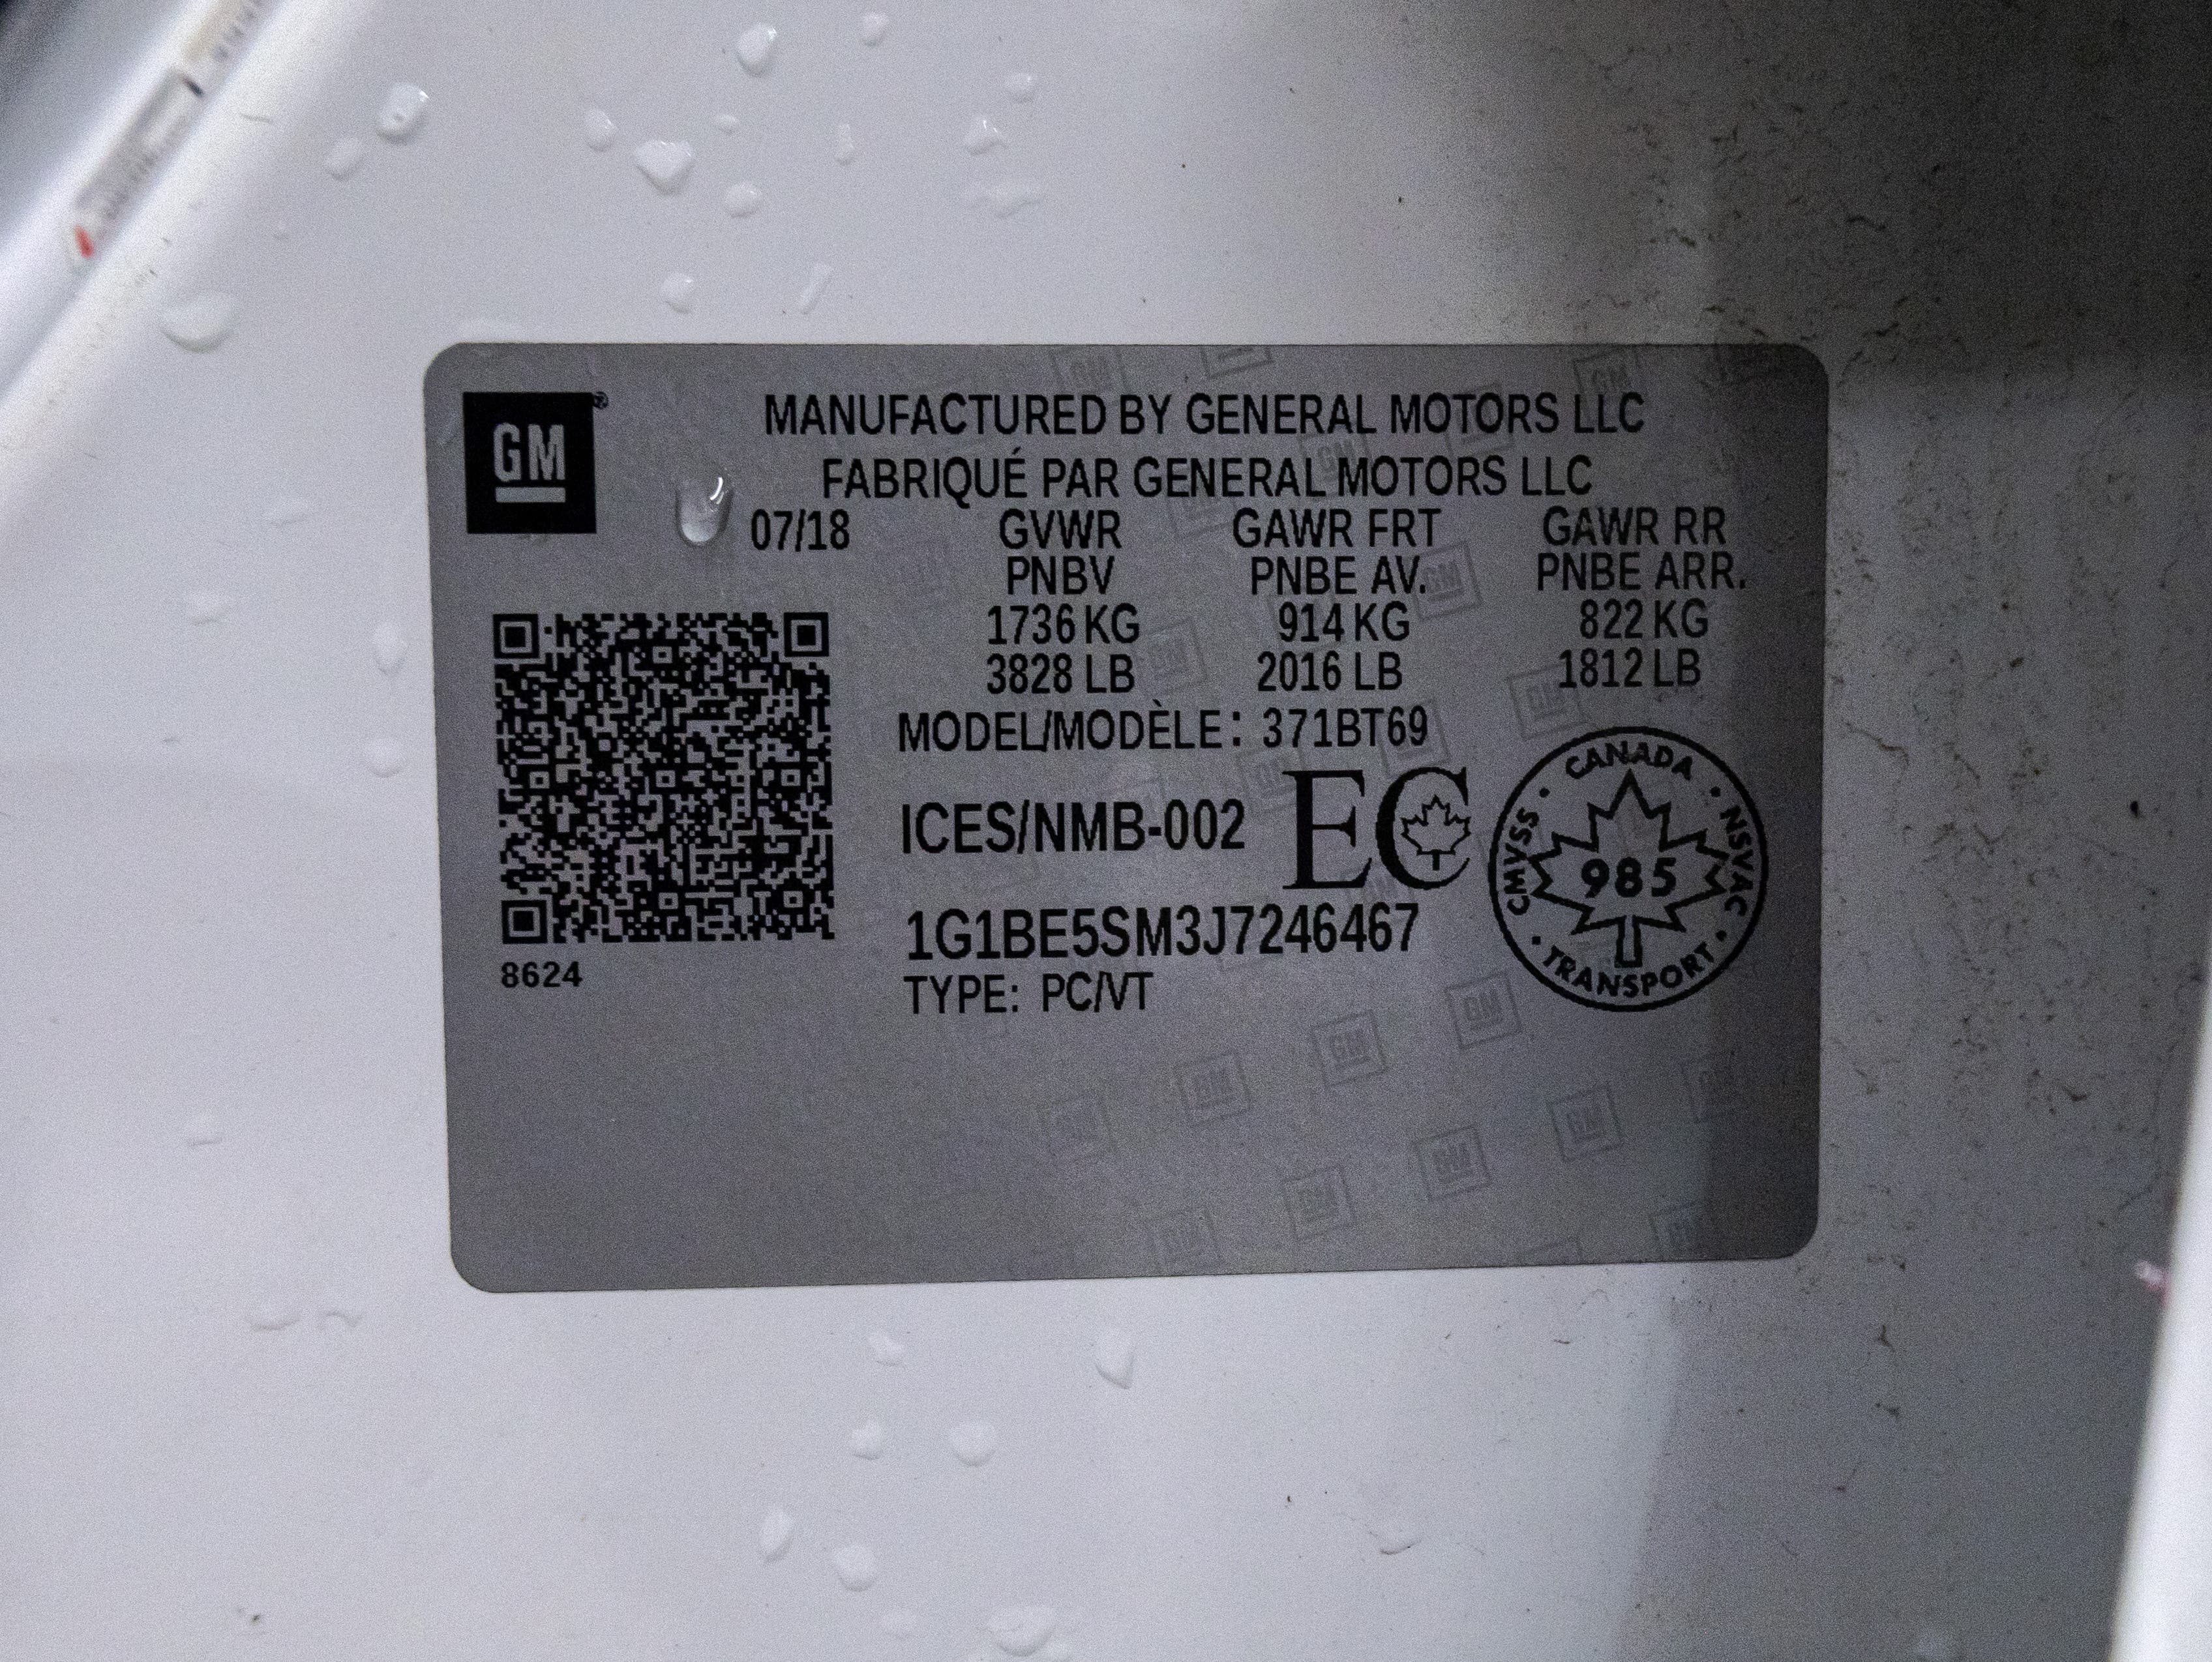 GM
MANUFACTURED BY GENERAL MOTORS LLC
FABRIQUÉ PAR GENERAL MOTORS LLC
07/18 GVWR GAWR FRT GAWR RR
PNBV PNBE AV. PNBE ARR.
1736 KG 914 KG 822 KG
3828 LB 2016 LB 1812 LB
MODEL/MODÈLE: 371BT69
ICES/NMB-002 EC
CANADA · NSVAC · TRANSPORT · CMVSS ·
985
1G1BE5SM3J7246467
8624
TYPE: PC/VT